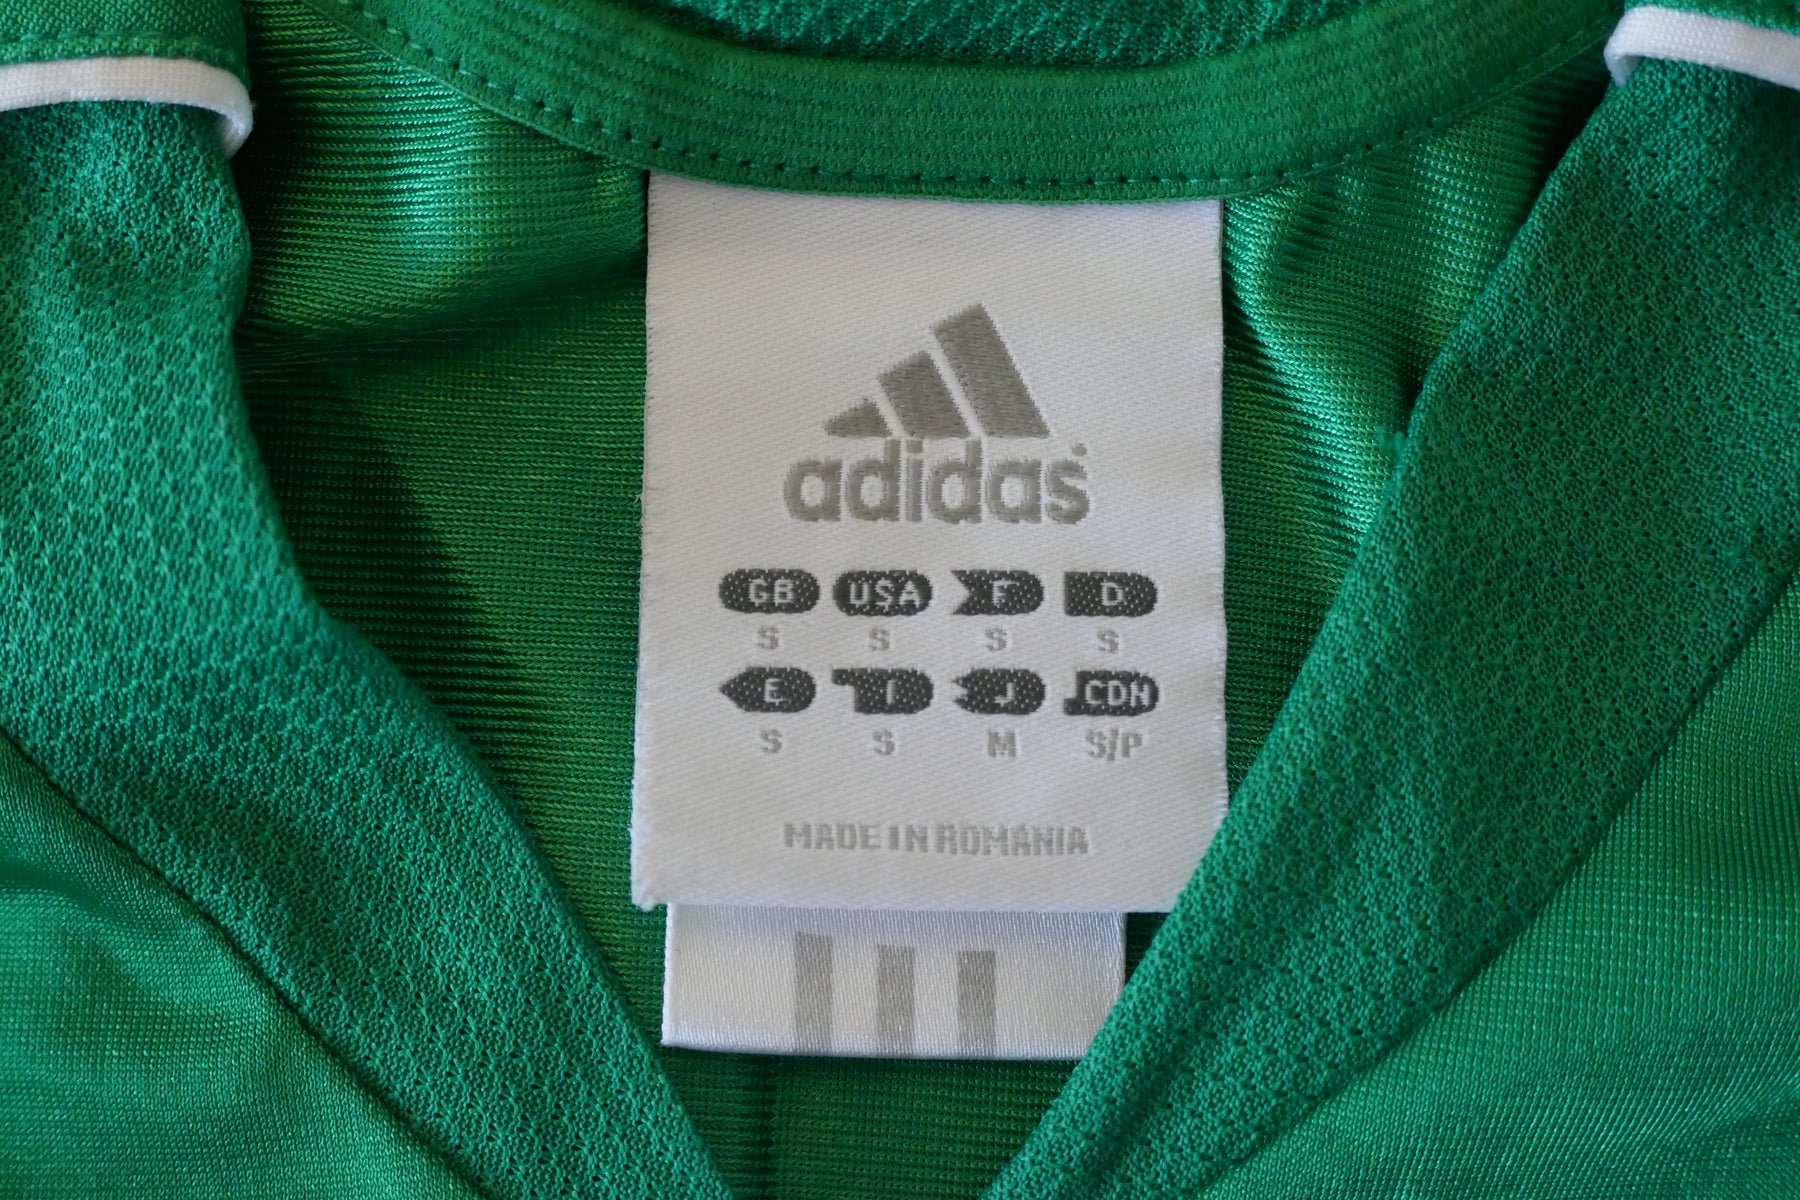 adidas
GB USA F D
S S S S
E I J CDN
S S M S/P
MADE IN ROMANIA